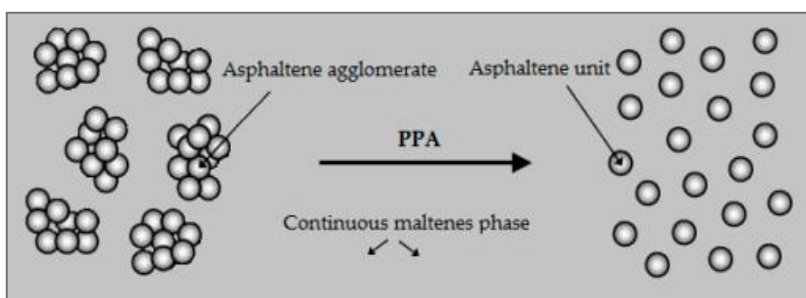 Asphaltene agglomerate
Asphaltene unit
PPA
Continuous maltenes phase